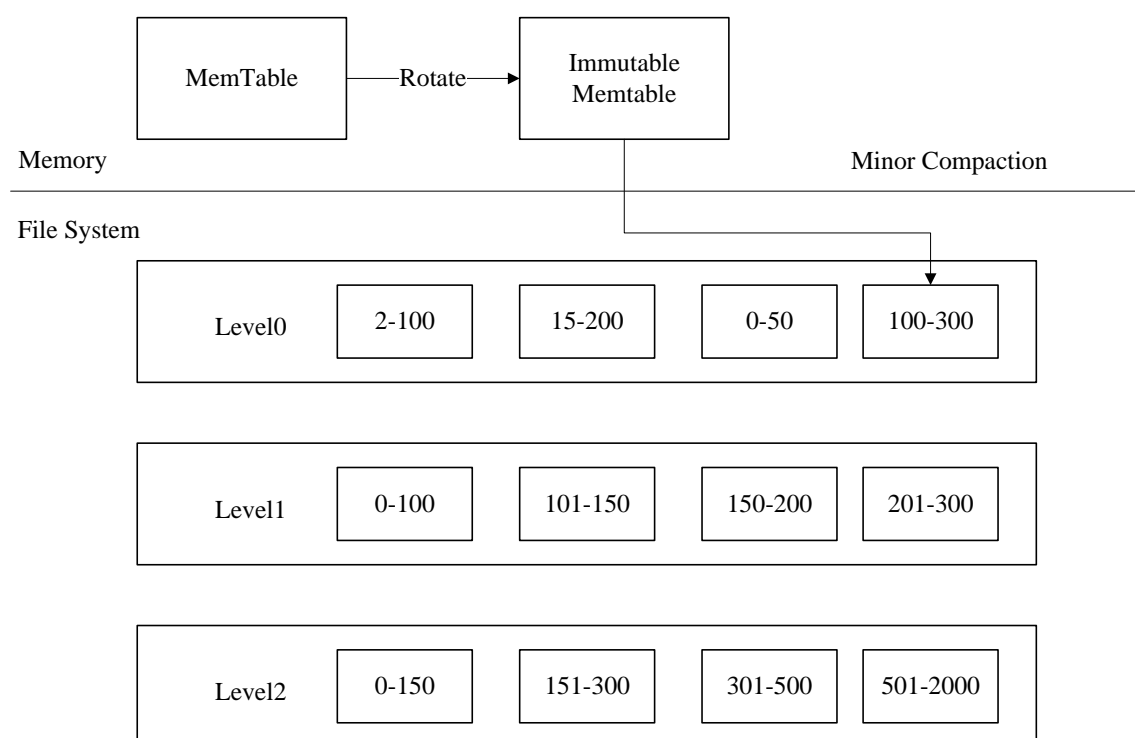 MemTable
Rotate
Immutable
Memtable
Memory
Minor Compaction
File System
Level0
2-100
15-200
0-50
100-300
Level1
0-100
101-150
150-200
201-300
Level2
0-150
151-300
301-500
501-2000